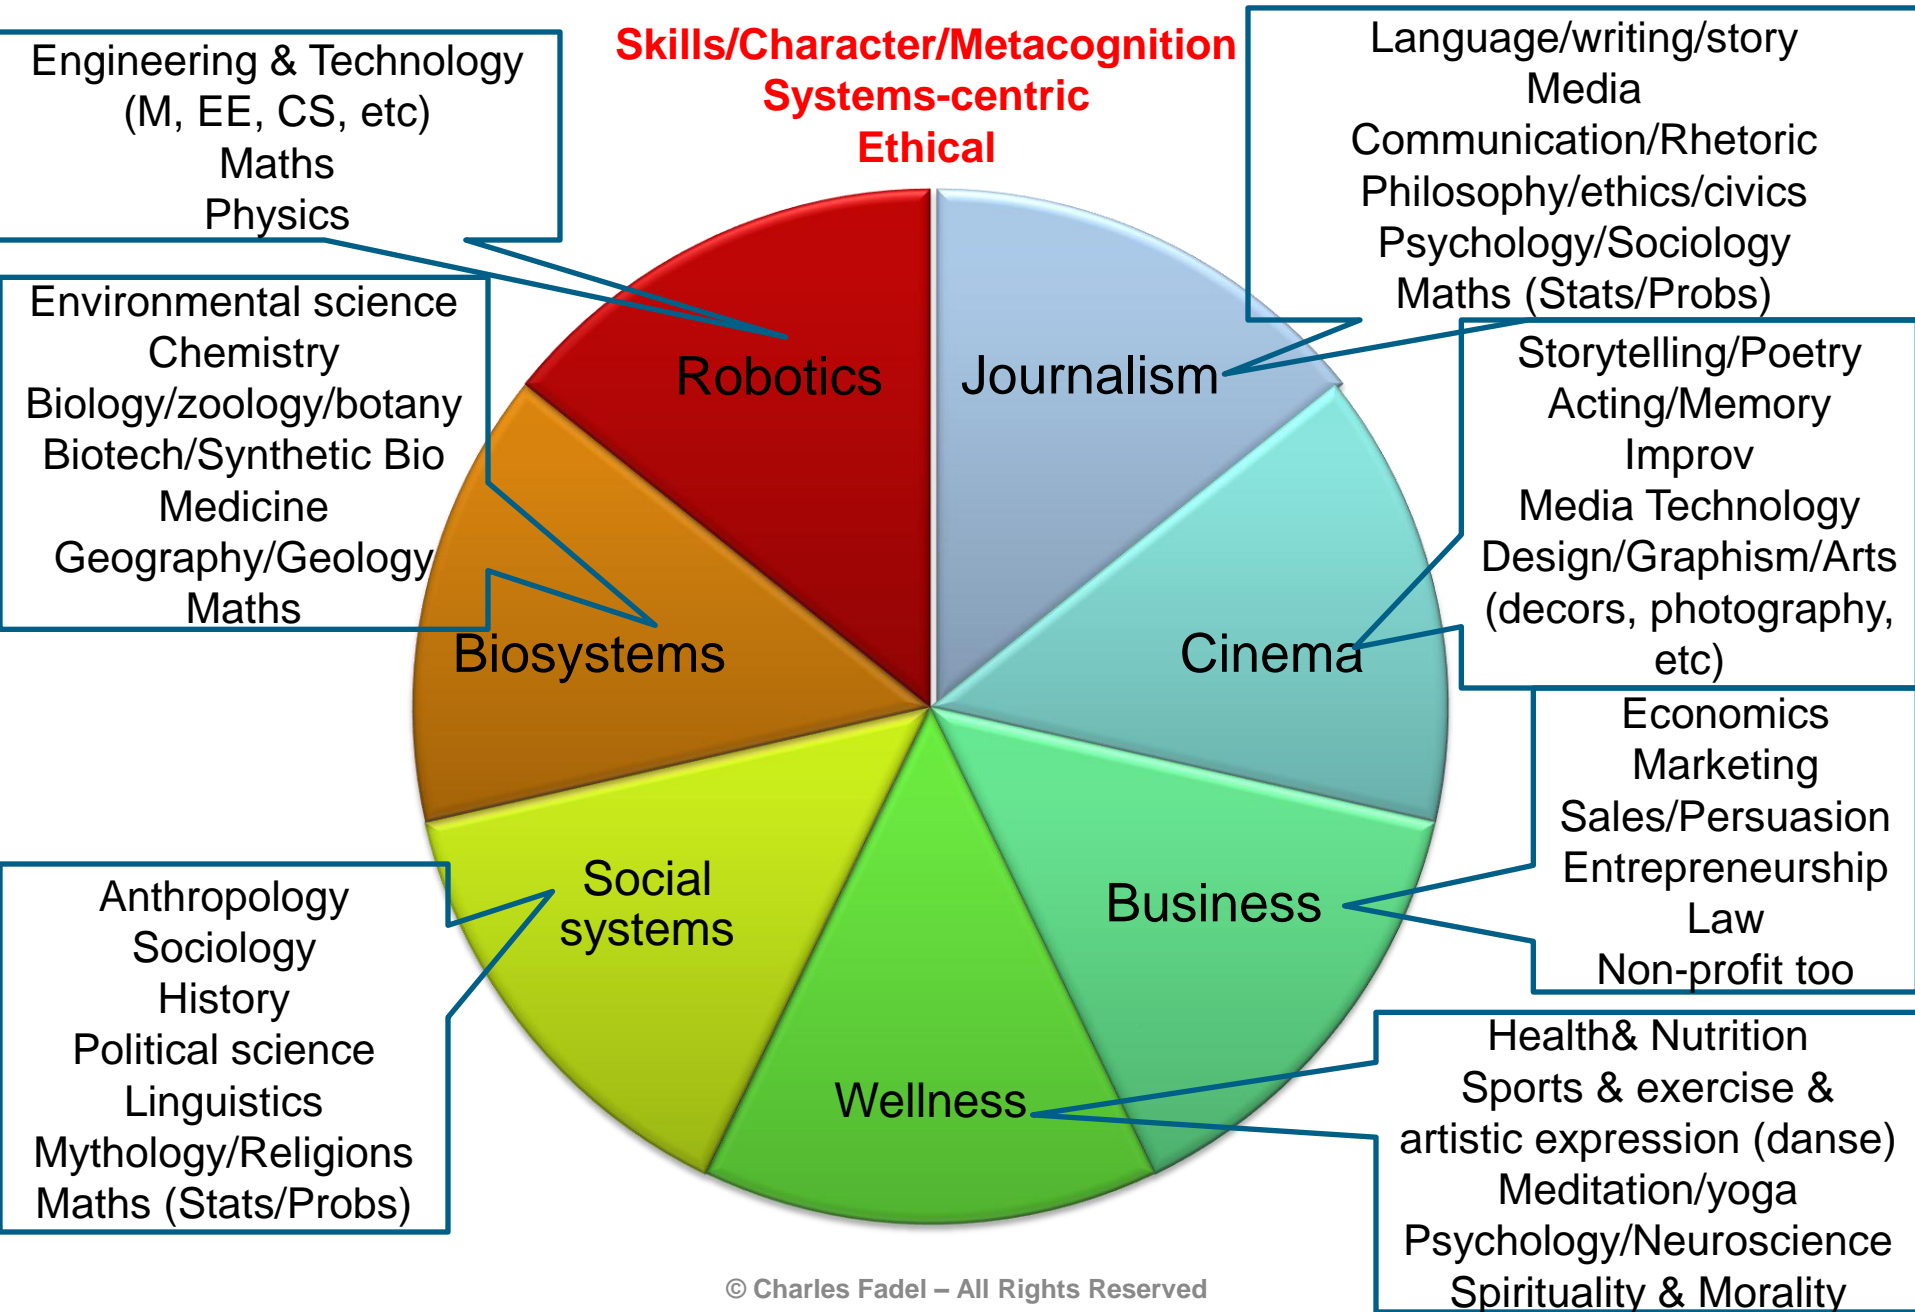 Skills/Character/Metacognition
Systems-centric
Ethical
Engineering & Technology
(M, EE, CS, etc)
Maths
Physics
Language/writing/story
Media
Communication/Rhetoric
Philosophy/ethics/civics
Psychology/Sociology
Maths (Stats/Probs)
Environmental science
Chemistry
Biology/zoology/botany
Biotech/Synthetic Bio
Medicine
Geography/Geology
Maths
Storytelling/Poetry
Acting/Memory
Improv
Media Technology
Design/Graphism/Arts
(decors, photography,
etc)
Robotics
Journalism
Biosystems
Cinema
Social
systems
Business
Wellness
Economics
Marketing
Sales/Persuasion
Entrepreneurship
Law
Non-profit too
Anthropology
Sociology
History
Political science
Linguistics
Mythology/Religions
Maths (Stats/Probs)
Health& Nutrition
Sports & exercise &
artistic expression (danse)
Meditation/yoga
Psychology/Neuroscience
Spirituality & Morality
© Charles Fadel – All Rights Reserved